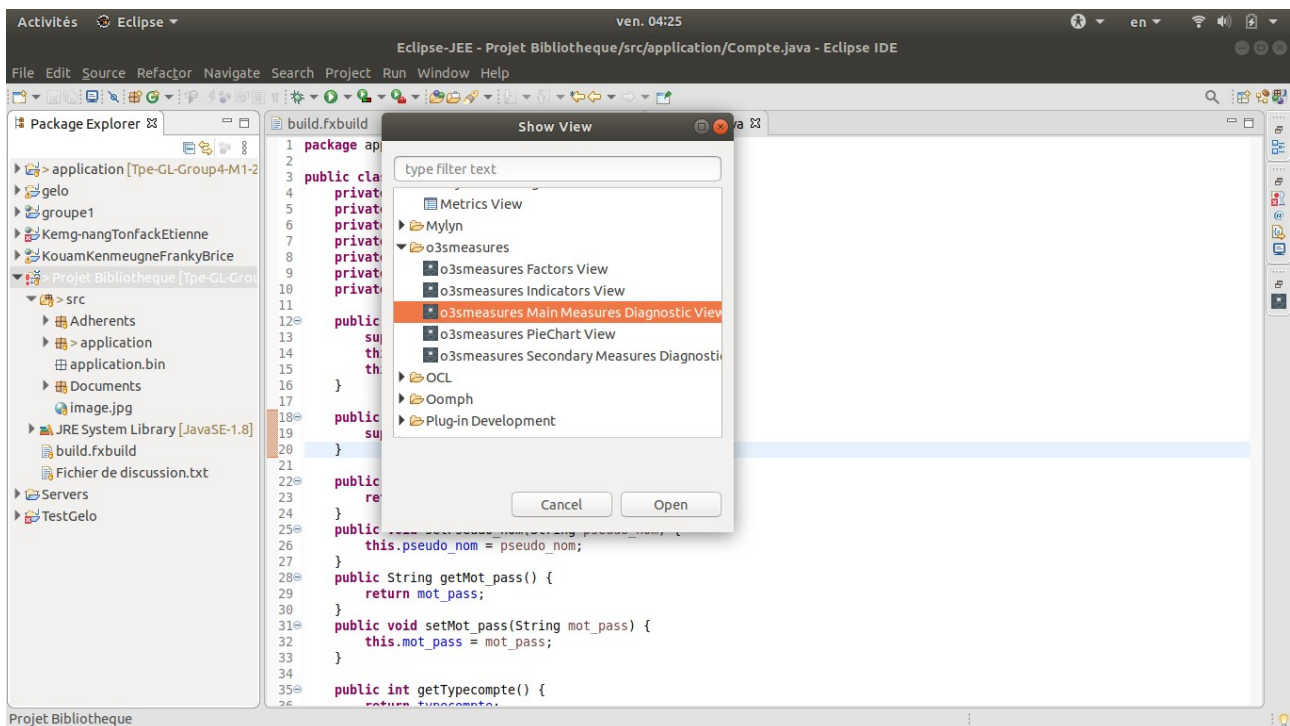 Activités Eclipse ven. 04:25 en
Eclipse-JEE - Projet Bibliotheque/src/application/Compte.java - Eclipse IDE
File Edit Source Refactor Navigate Search Project Run Window Help
Package Explorer
> application [Tpe-GL-Group4-M1-2
gelo
groupe1
Kemg-nangTonfackEtienne
KouamKenmeugneFrankyBrice
> Projet Bibliotheque [Tpe-GL-Grou
> src
Adherents
> application
application.bin
Documents
image.jpg
JRE System Library [JavaSE-1.8]
build.fxbuild
Fichier de discussion.txt
Servers
TestGelo
build.fxbuild
va
1 package ap
2
3 public cla
4 privat
5 privat
6 privat
7 privat
8 privat
9 privat
10 privat
11
12 public
13 su
14 th
15 th
16 }
17
18 public
19 su
20 }
21
22 public
23 re
24 }
25 public void setPseudo_nom(String pseudo_nom) {
26 this.pseudo_nom = pseudo_nom;
27 }
28 public String getMot_pass() {
29 return mot_pass;
30 }
31 public void setMot_pass(String mot_pass) {
32 this.mot_pass = mot_pass;
33 }
34
35 public int getTypecompte() {
36 return typecompte;
Show View
type filter text
Metrics View
Mylyn
o3smeasures
o3smeasures Factors View
o3smeasures Indicators View
o3smeasures Main Measures Diagnostic View
o3smeasures PieChart View
o3smeasures Secondary Measures Diagnosti
OCL
Oomph
Plug-in Development
Cancel Open
Projet Bibliotheque